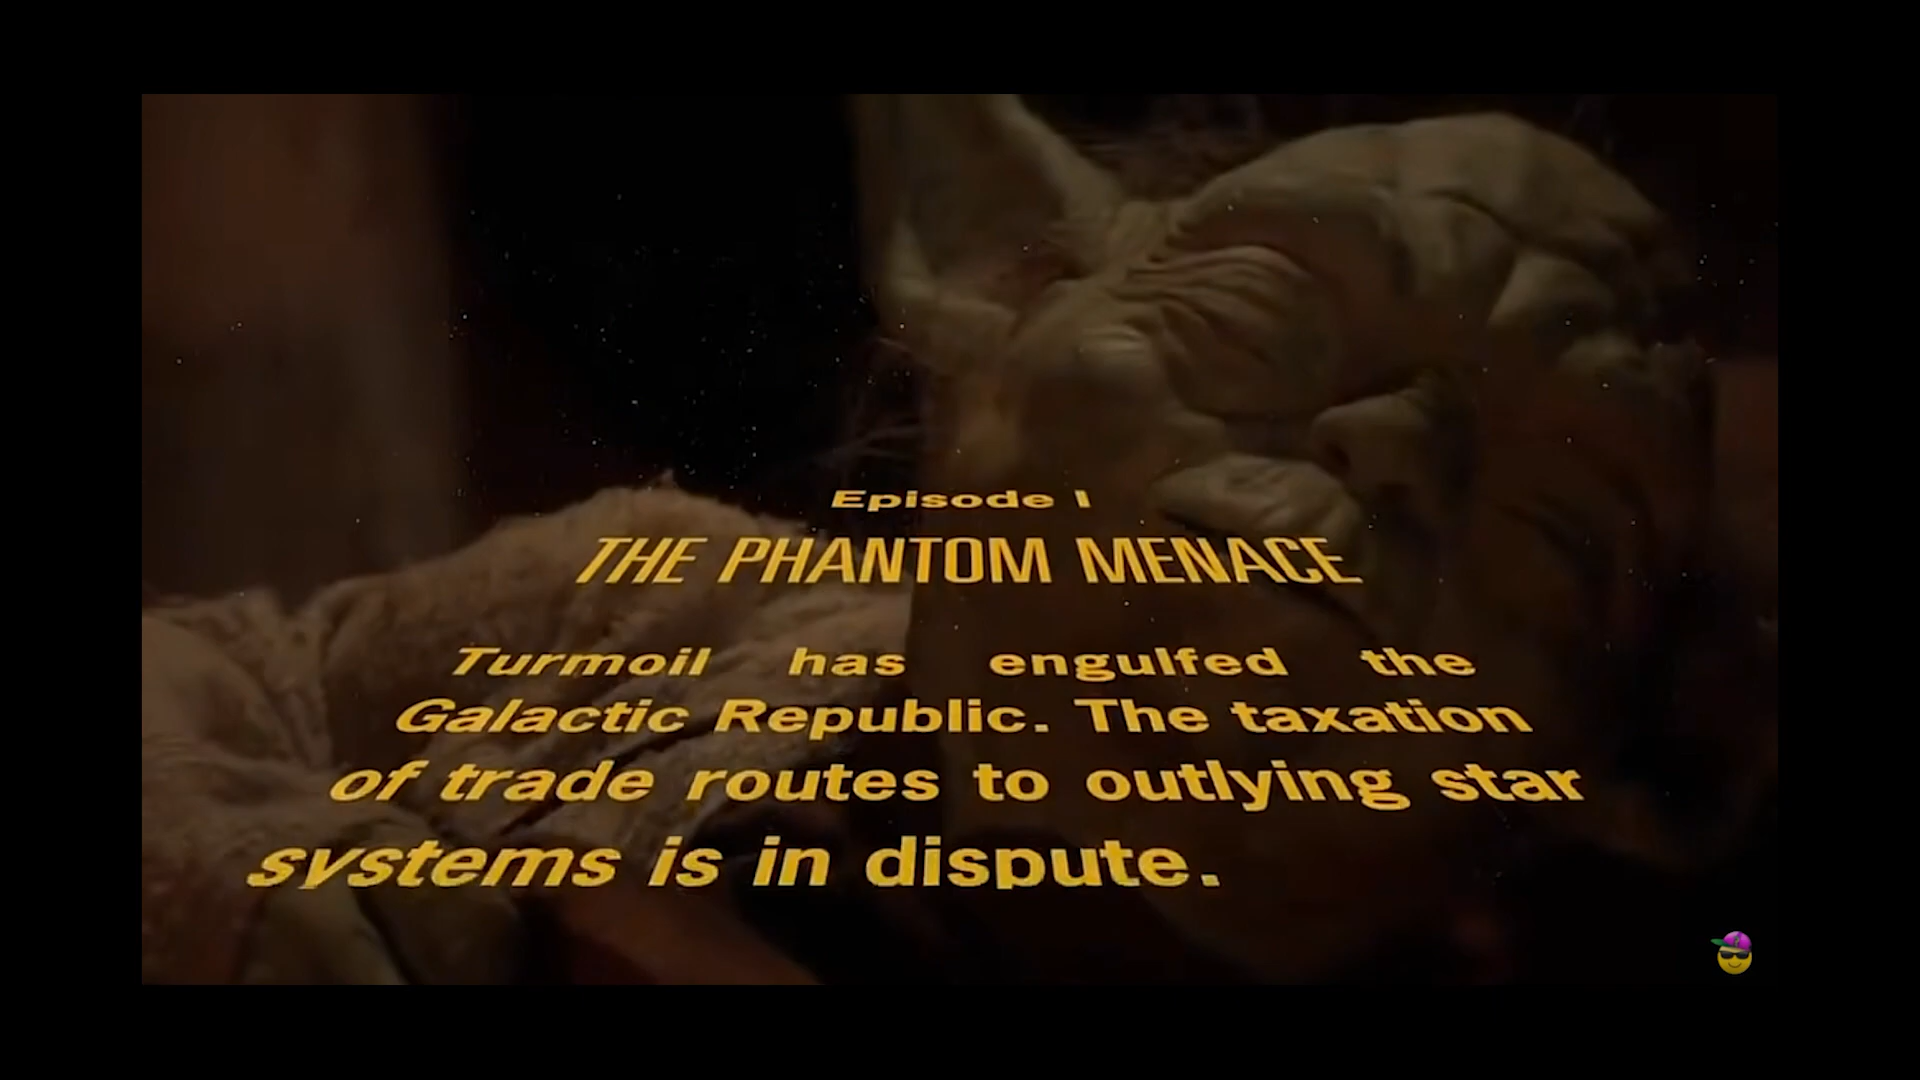 Episode I
THE PHANTOM MENACE
Turmoil has engulfed the
Galactic Republic. The taxation
of trade routes to outlying star
systems is in dispute.